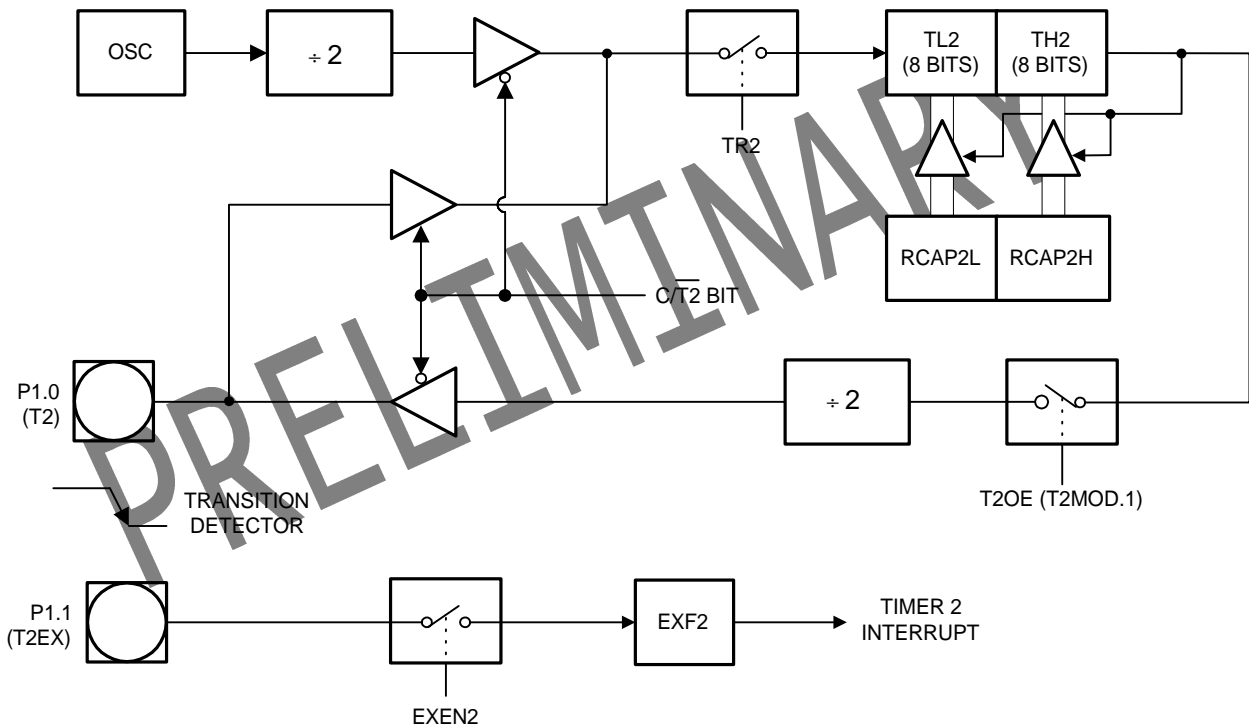 OSC
÷ 2
TL2
(8 BITS)
TH2
(8 BITS)
TR2
RCAP2L
RCAP2H
C/T2 BIT
P1.0
(T2)
÷ 2
TRANSITION
DETECTOR
T2OE (T2MOD.1)
P1.1
(T2EX)
EXF2
TIMER 2
INTERRUPT
EXEN2
PRELIMINARY